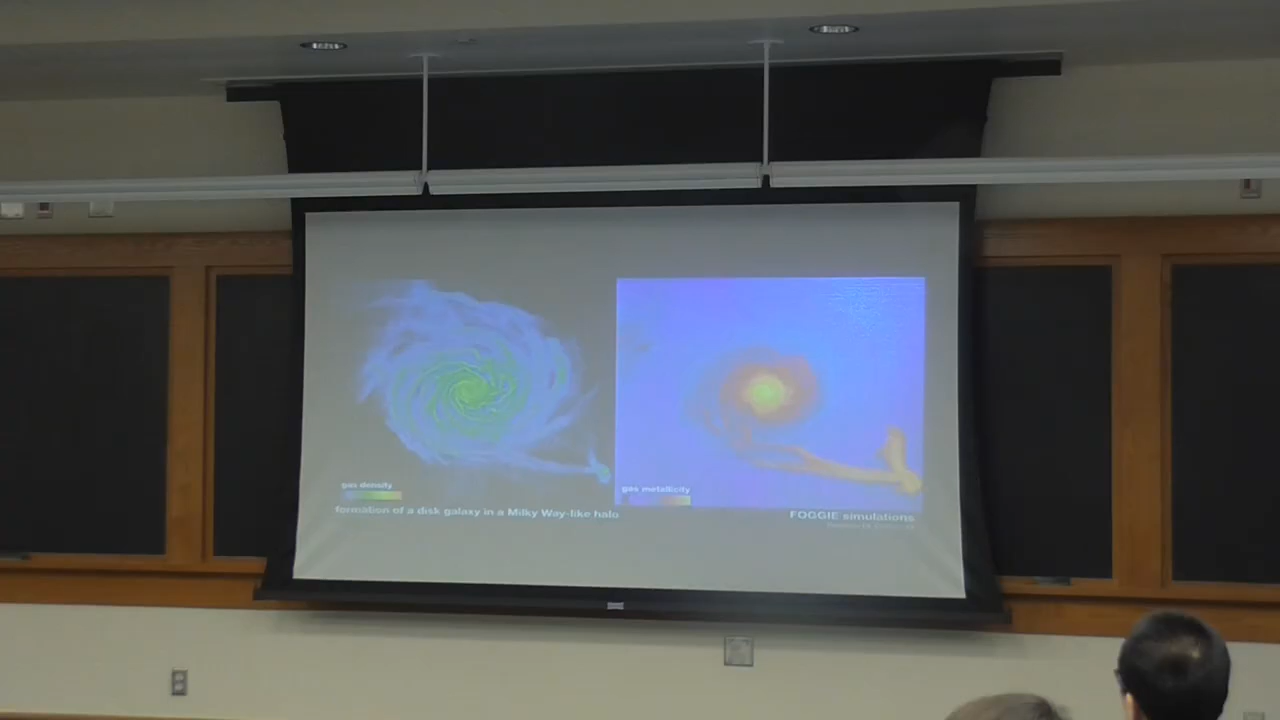 gas density
gas metallicity
formation of a disk galaxy in a Milky Way-like halo
FOGGIE simulations